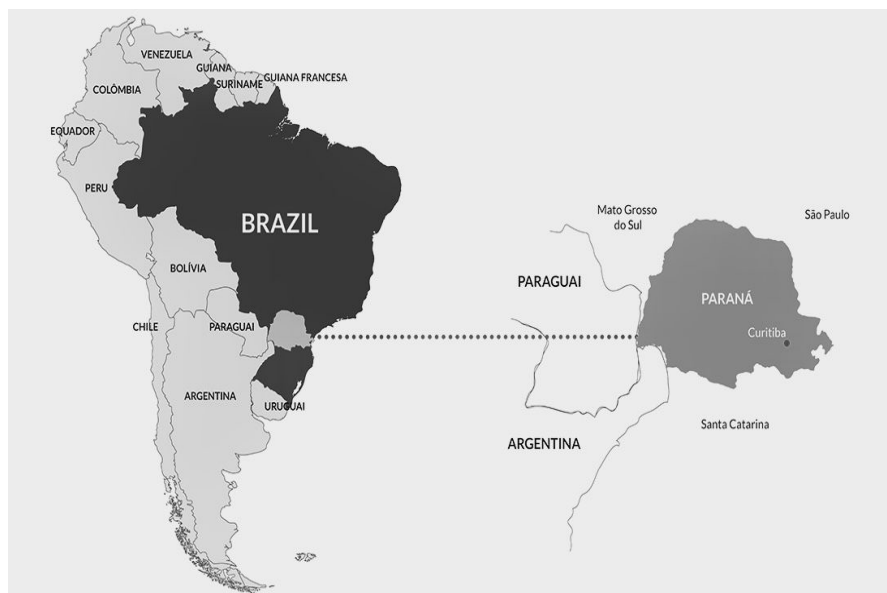 VENEZUELA
GUIANA
GUIANA FRANCESA
SURINAME
COLÔMBIA
EQUADOR
PERU
BRAZIL
BOLÍVIA
CHILE
PARAGUAI
ARGENTINA
URUGUAI
Mato Grosso
do Sul
São Paulo
PARAGUAI
PARANÁ
Curitiba
Santa Catarina
ARGENTINA